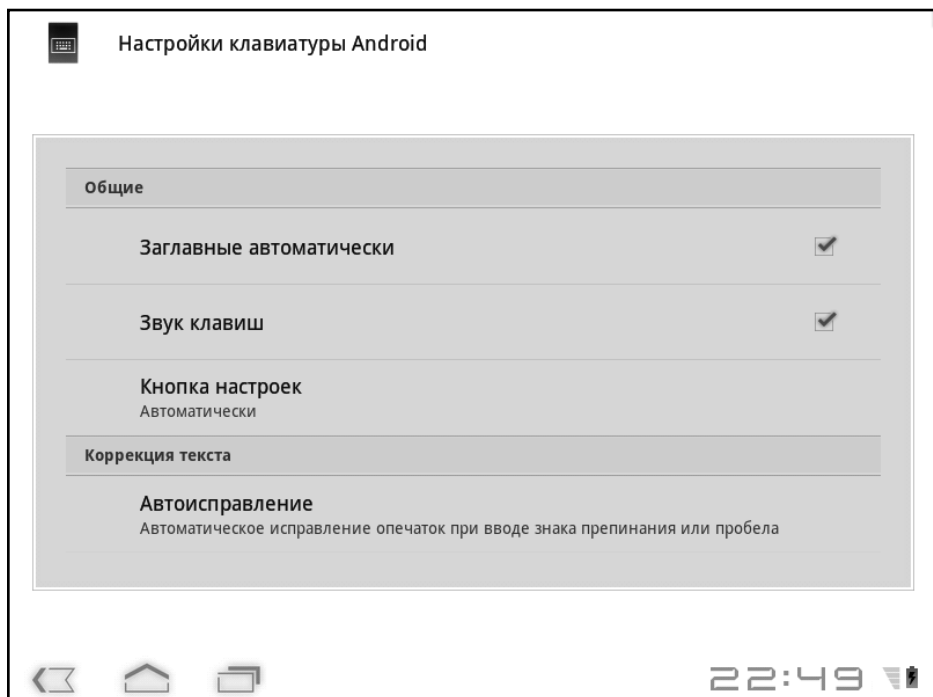 Настройки клавиатуры Android
Общие
Заглавные автоматически
Звук клавиш
Кнопка настроек
Автоматически
Коррекция текста
Автоисправление
Автоматическое исправление опечаток при вводе знака препинания или пробела
22:49